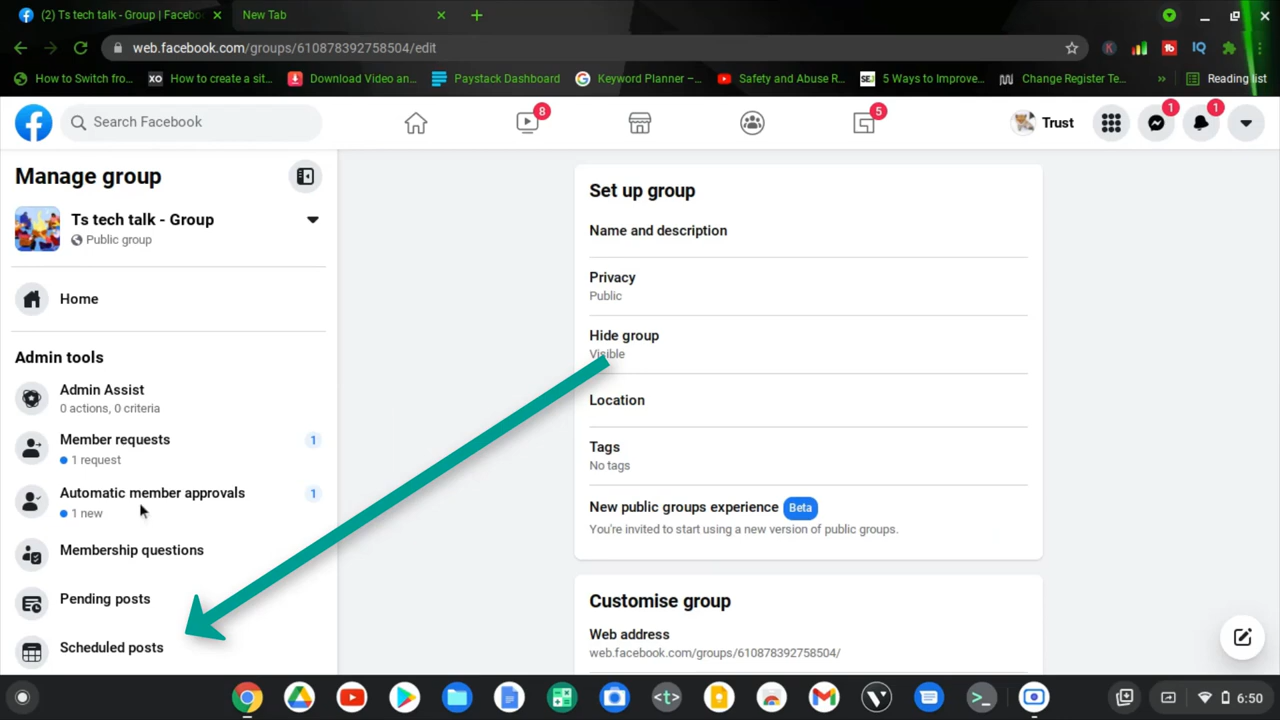 (2) Ts tech talk - Group | Facebo
New Tab
web.facebook.com/groups/610878392758504/edit
How to Switch fro...
XO How to create a sit...
Download Video an...
Paystack Dashboard
Keyword Planner –...
Safety and Abuse R...
SEJ 5 Ways to Improve...
Change Register Te...
»
Reading list
Search Facebook
8
5
Trust
1
1
Manage group
Ts tech talk - Group
Public group
Home
Admin tools
Admin Assist
0 actions, 0 criteria
Member requests 1
1 request
Automatic member approvals 1
1 new
Membership questions
Pending posts
Scheduled posts
Set up group
Name and description
Privacy
Public
Hide group
Visible
Location
Tags
No tags
New public groups experience Beta
You're invited to start using a new version of public groups.
Customise group
Web address
web.facebook.com/groups/610878392758504/
6:50